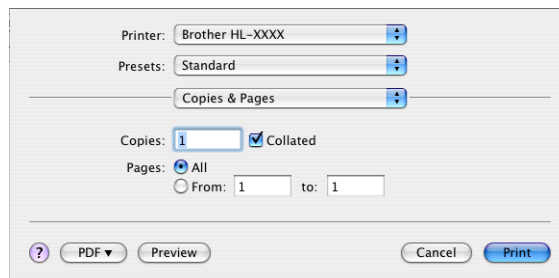 Printer: Brother HL-XXXX
Presets: Standard
Copies & Pages
Copies: 1 Collated
Pages: All
From: 1 to: 1
? PDF ▼ Preview Cancel Print